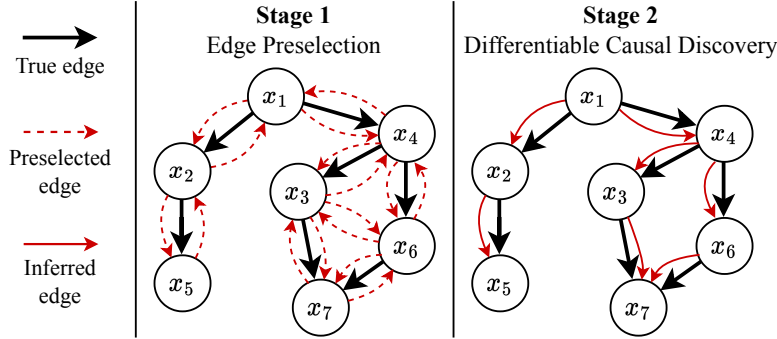 True edge
Preselected
edge
Inferred
edge
Stage 1
Edge Preselection
x1
x2
x4
x3
x5
x6
x7
Stage 2
Differentiable Causal Discovery
x1
x2
x4
x3
x5
x6
x7